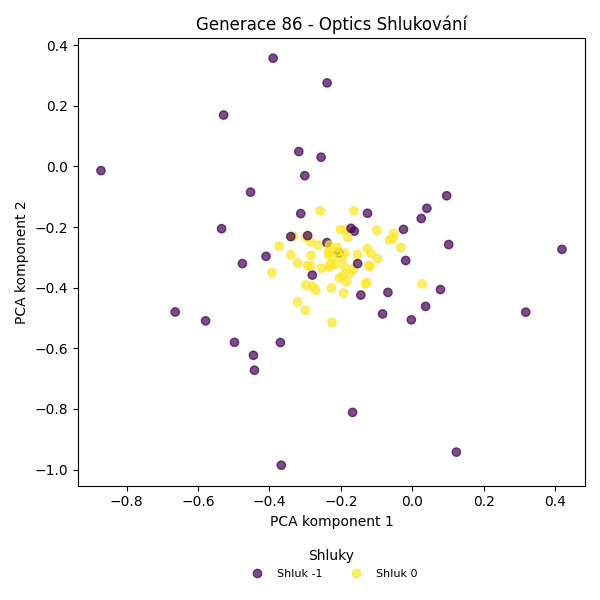 Generace 86 - Optics Shlukování
0.4
0.2
0.0
−0.2
−0.4
−0.6
−0.8
−1.0
PCA komponent 2
−0.8 −0.6 −0.4 −0.2 0.0 0.2 0.4
PCA komponent 1
Shluky
Shluk -1 Shluk 0